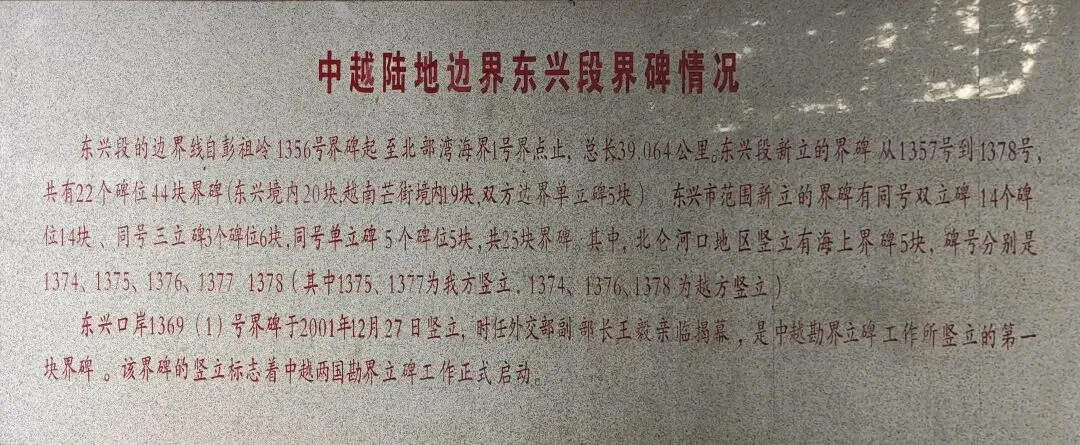 中越陆地边界东兴段界碑情况
东兴段的边界线自彭祖岭1356号界碑起至北部湾海界1号界点止,总长39.064公里。东兴段新立的界碑从1357号到1378号,
共有22个碑位44块界碑(东兴境内20块,越南芒街境内19块,双方边界单立碑5块)。东兴市范围新立的界碑有同号双立碑14个碑
位14块、同号三立碑3个碑位6块,同号单立碑5个碑位5块,共25块界碑。其中,北仑河口地区竖立有海上界碑5块,碑号分别是
1374、1375、1376、1377 1378(其中1375、1377为我方竖立,1374、1376、1378为越方竖立)
东兴口岸1369(1)号界碑于2001年12月27日竖立,时任外交部副部长王毅亲临揭幕,是中越勘界立碑工作所竖立的第一
块界碑。该界碑的竖立标志着中越两国勘界立碑工作正式启动。